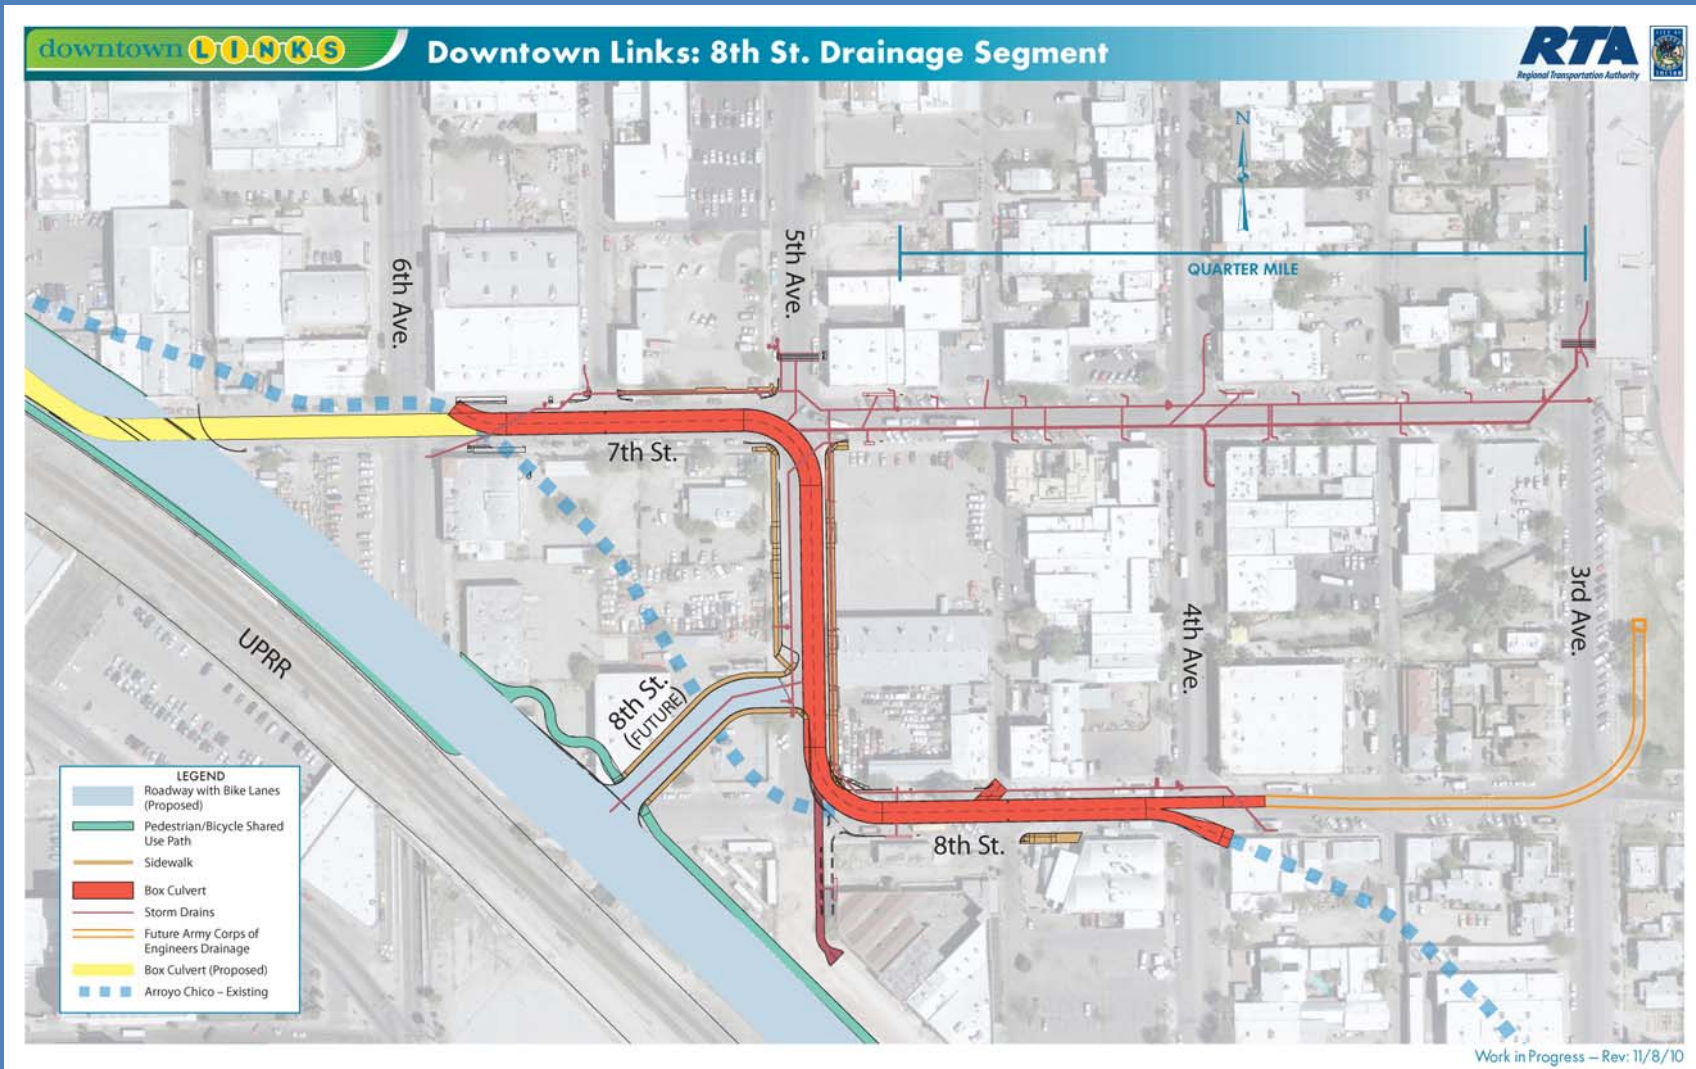 downtown LINKS
Downtown Links: 8th St. Drainage Segment
RTA
Regional Transportation Authority
N
QUARTER MILE
5th Ave.
6th Ave.
7th St.
UPRR
8th St.
(FUTURE)
4th Ave.
3rd Ave.
8th St.
LEGEND
Roadway with Bike Lanes
(Proposed)
Pedestrian/Bicycle Shared
Use Path
Sidewalk
Box Culvert
Storm Drains
Future Army Corps of
Engineers Drainage
Box Culvert (Proposed)
Arroyo Chico – Existing
Work in Progress – Rev: 11/8/10